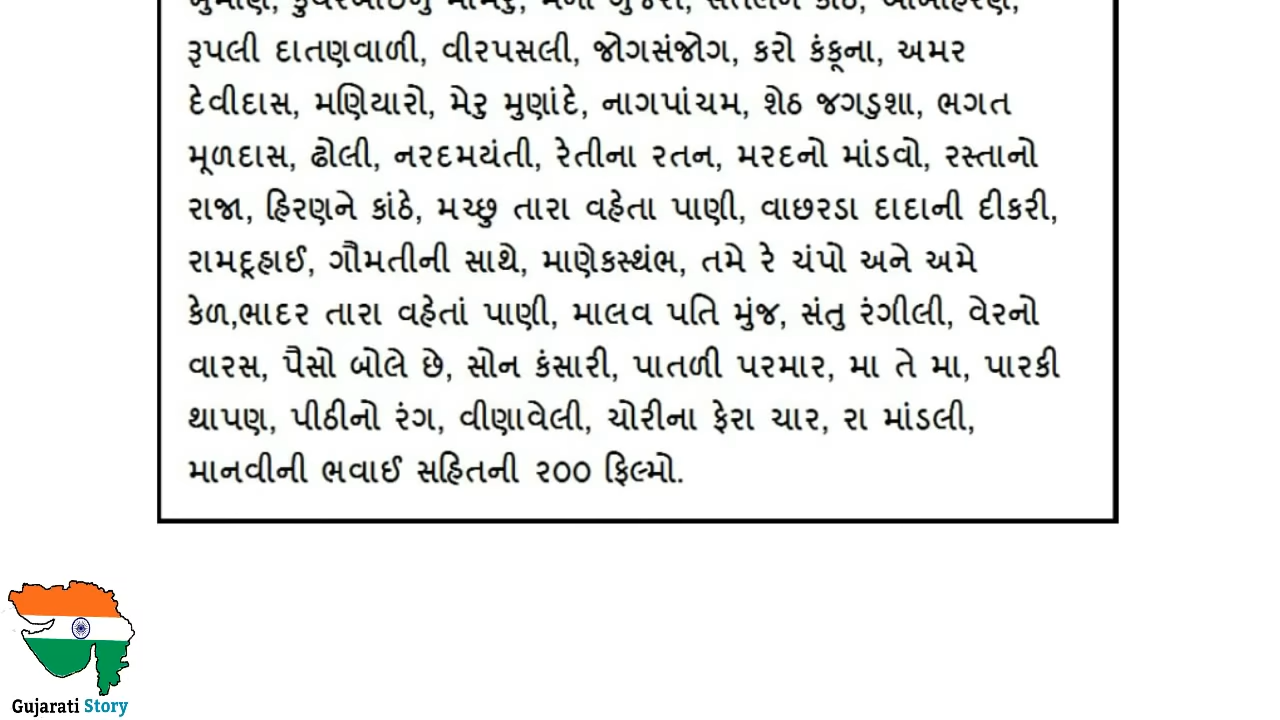 રૂપલી દાતણવાળી, વીરપસલી, જોગસંજોગ, કરો કંકૂના, અમર
દેવીદાસ, મણિયારો, મેરુ મુણાંદે, નાગપાંચમ, શેઠ જગડુશા, ભગત
મૂળદાસ, ઢોલી, નરદમયંતી, રેતીના રતન, મરદનો માંડવો, રસ્તાનો
રાજા, હિરણને કાંઠે, મચ્છુ તારા વહેતા પાણી, વાછરડા દાદાની દીકરી,
રામદૂહાઈ, ગૌમતીની સાથે, માણેકસ્થંભ, તમે રે ચંપો અને અમે
કેળ,ભાદર તારા વહેતાં પાણી, માલવ પતિ મુંજ, સંતુ રંગીલી, વેરનો
વારસ, પૈસો બોલે છે, સોન કંસારી, પાતળી પરમાર, મા તે મા, પારકી
થાપણ, પીઠીનો રંગ, વીણાવેલી, ચોરીના ફેરા ચાર, રા માંડલી,
માનવીની ભવાઈ સહિતની ૨૦૦ ફિલ્મો.
Gujarati Story